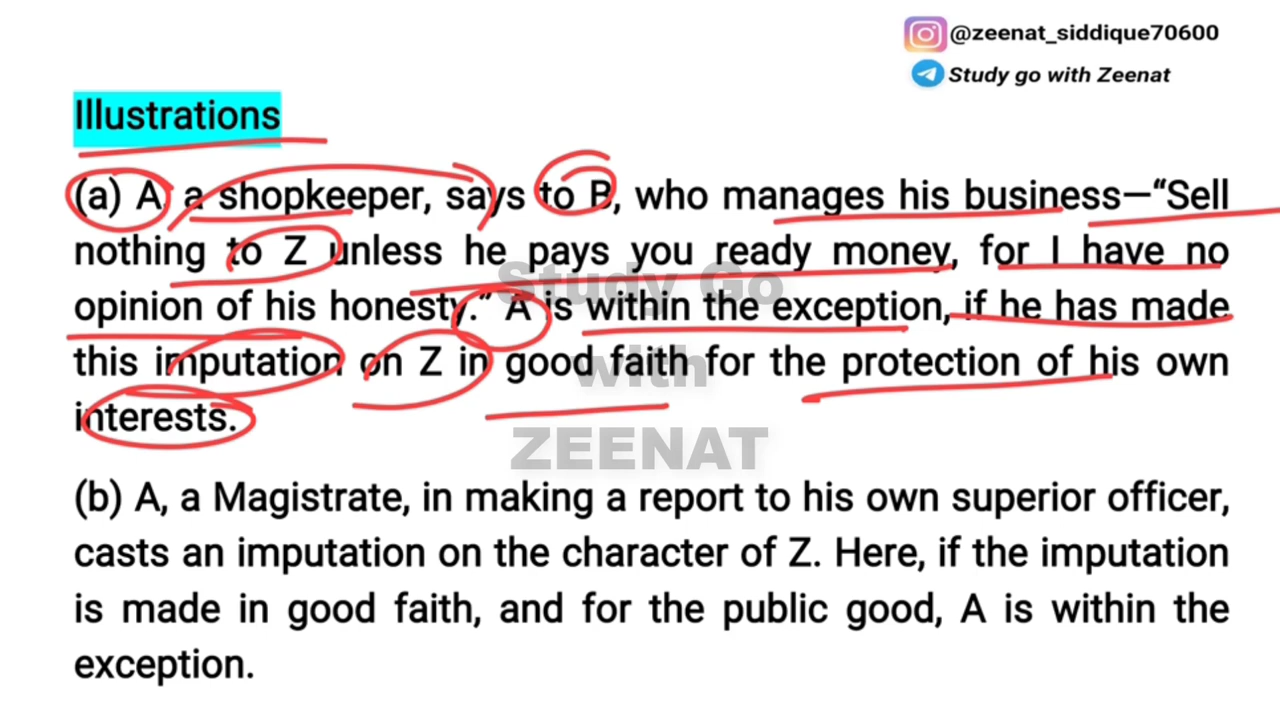 @zeenat_siddique70600
Study go with Zeenat
Illustrations
(a) A, a shopkeeper, says to B, who manages his business—“Sell
nothing to Z unless he pays you ready money, for I have no
opinion of his honesty.” A is within the exception, if he has made
this imputation on Z in good faith for the protection of his own
interests.
Study Go
with
ZEENAT
(b) A, a Magistrate, in making a report to his own superior officer,
casts an imputation on the character of Z. Here, if the imputation
is made in good faith, and for the public good, A is within the
exception.